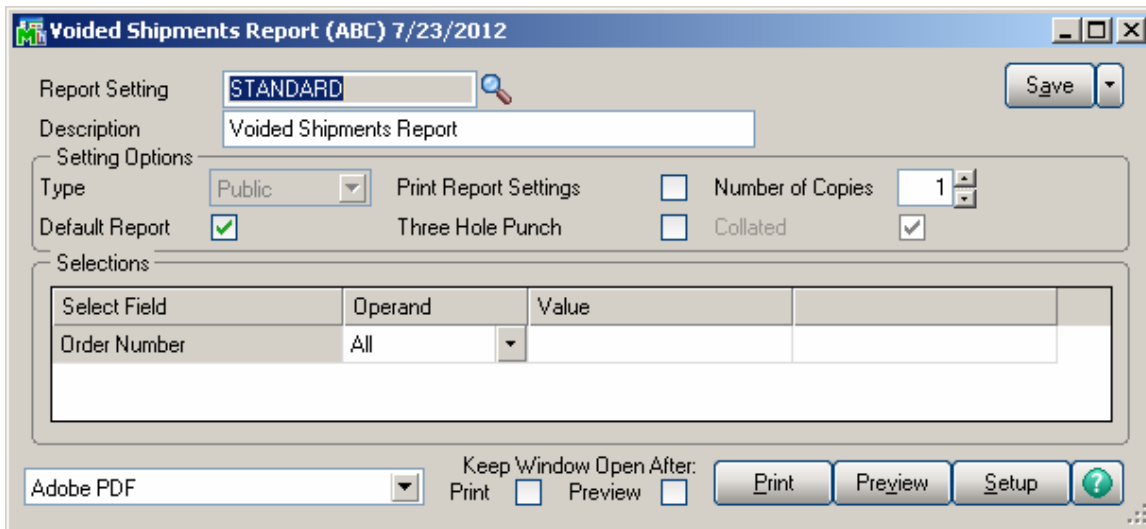 Voided Shipments Report (ABC) 7/23/2012
Report Setting STANDARD Save
Description Voided Shipments Report
Setting Options
Type Public Print Report Settings Number of Copies 1
Default Report Three Hole Punch Collated
Selections
Select Field Operand Value
Order Number All
Keep Window Open After:
Adobe PDF Print Preview Print Preview Setup